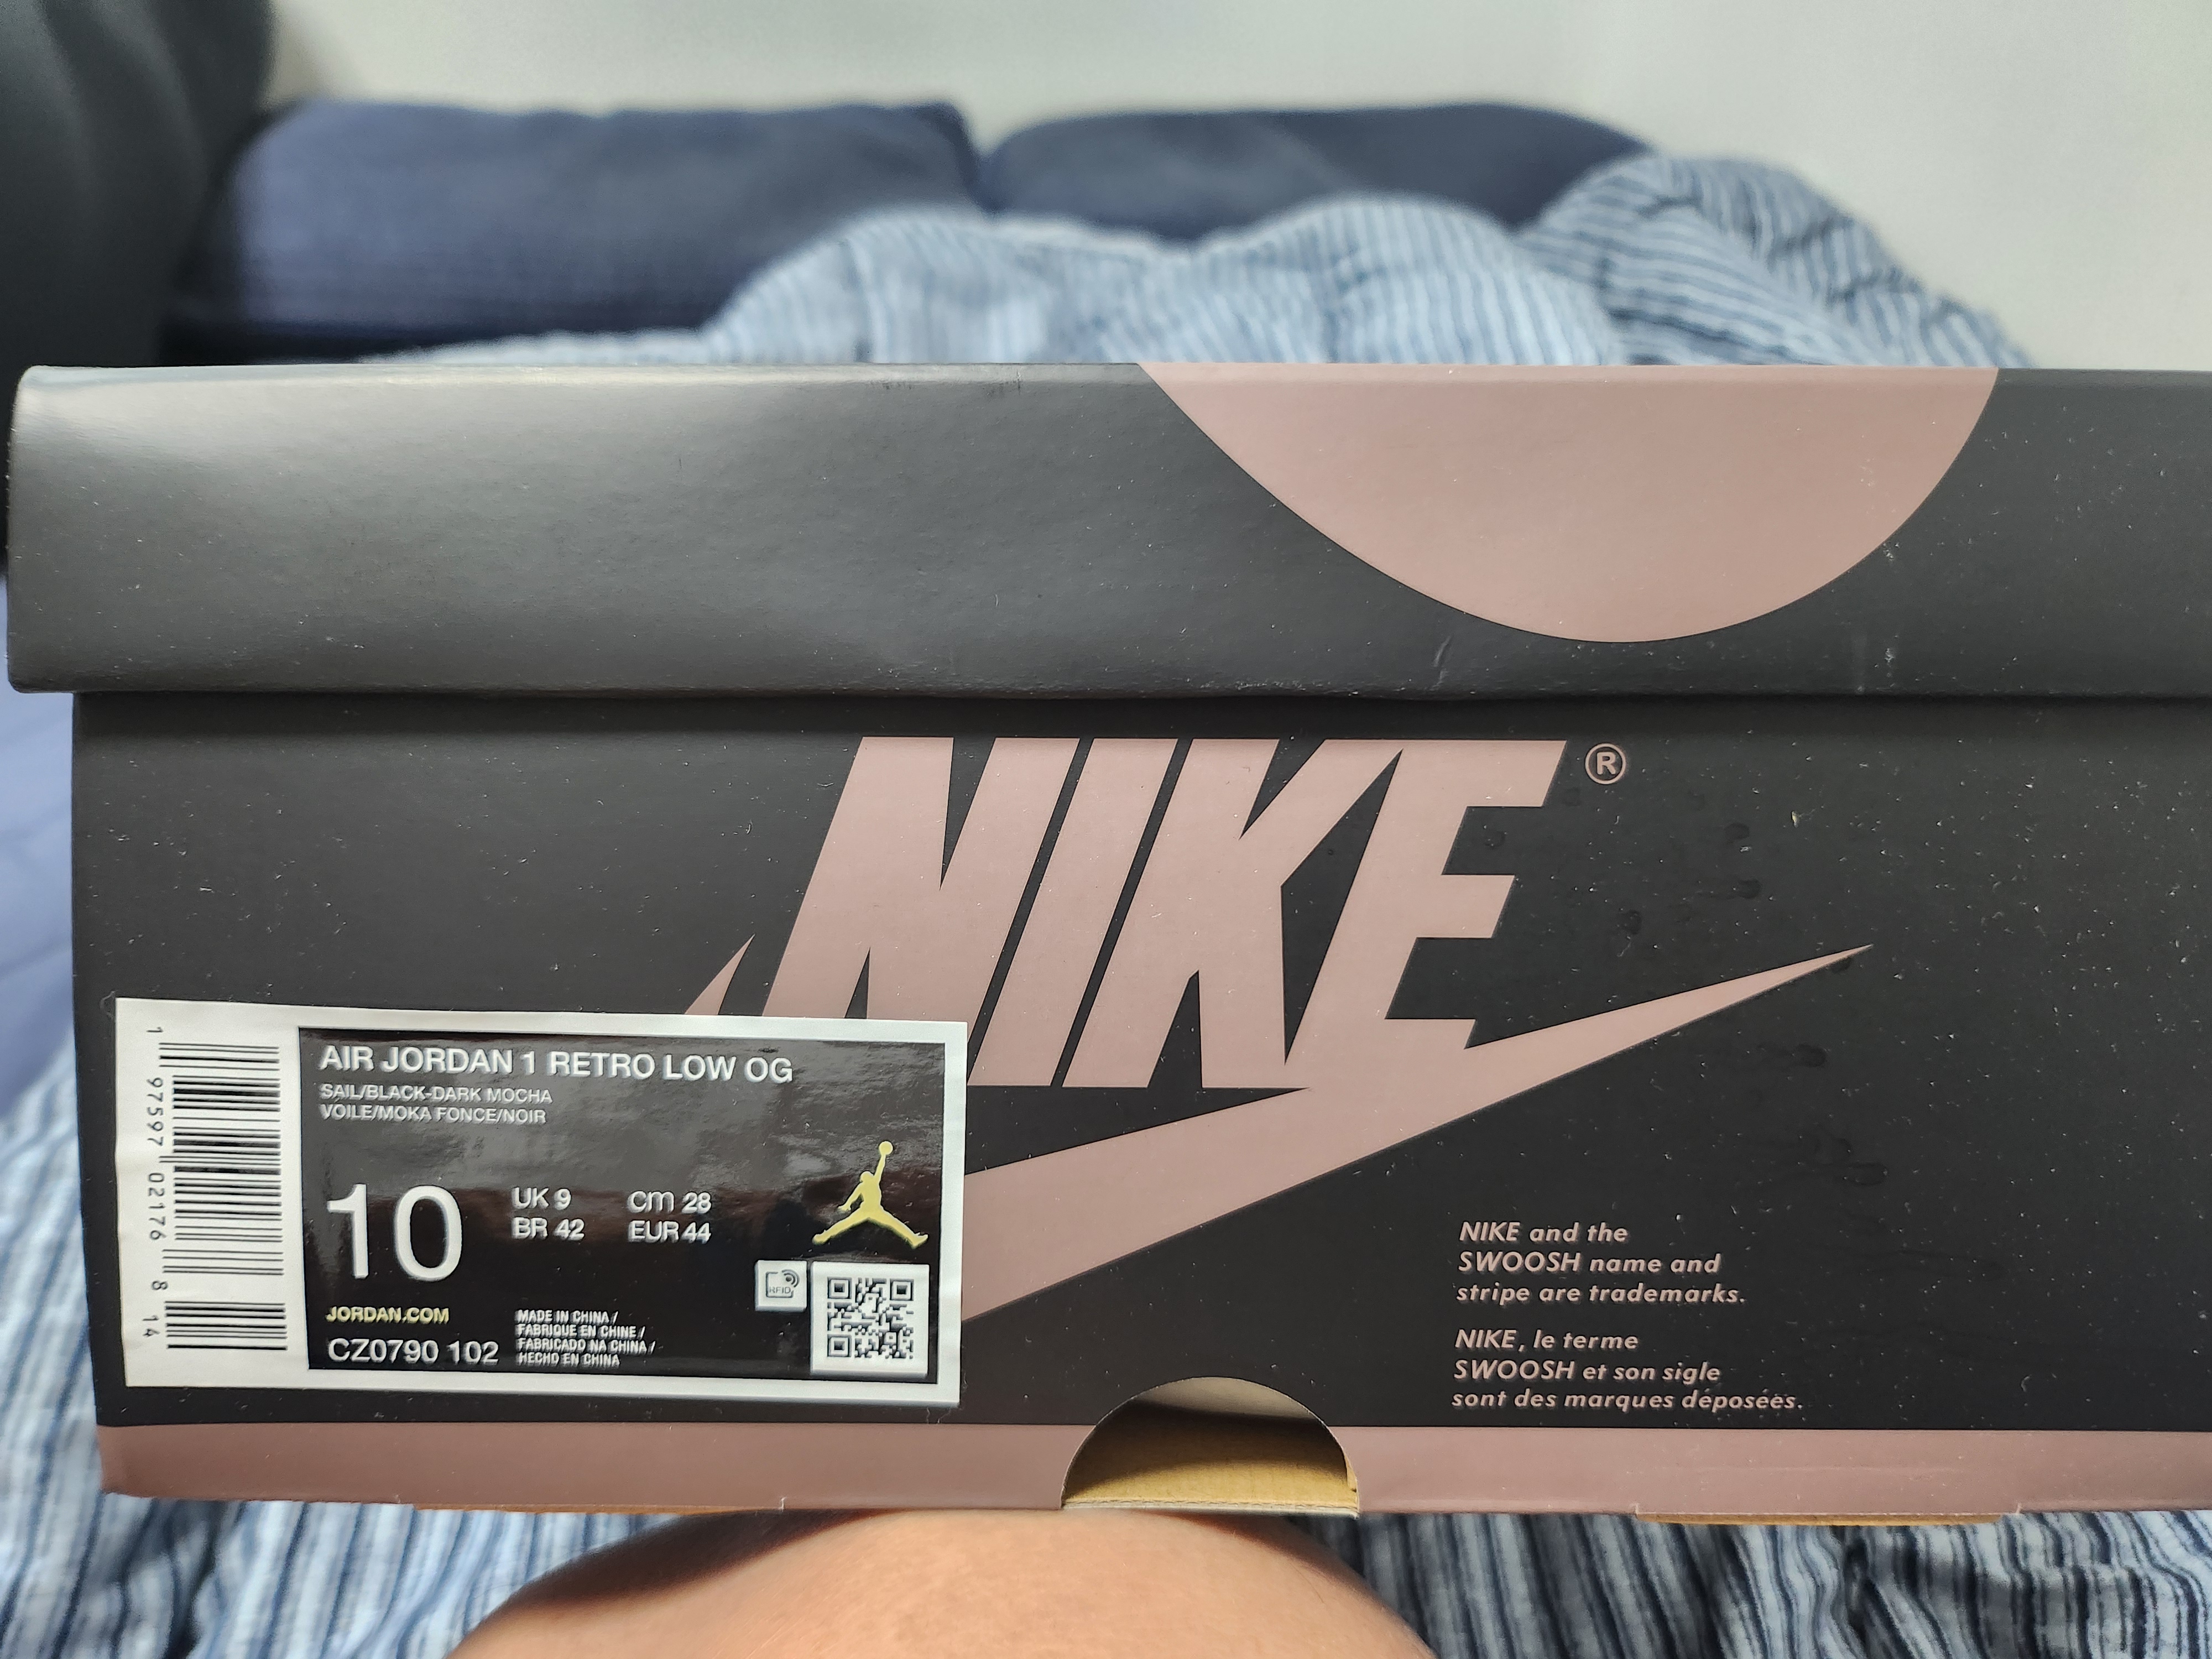 NIKE®
AIR JORDAN 1 RETRO LOW OG
SAIL/BLACK-DARK MOCHA
VOILE/MOKA FONCE/NOIR
10
UK 9
CM 28
BR 42
EUR 44
RFID
JORDAN.COM
CZ0790 102
MADE IN CHINA /
FABRIQUE EN CHINE /
FABRICADO NA CHINA /
HECHO EN CHINA
1 97597 02176 8 14
NIKE and the
SWOOSH name and
stripe are trademarks.
NIKE, le terme
SWOOSH et son sigle
sont des marques déposées.